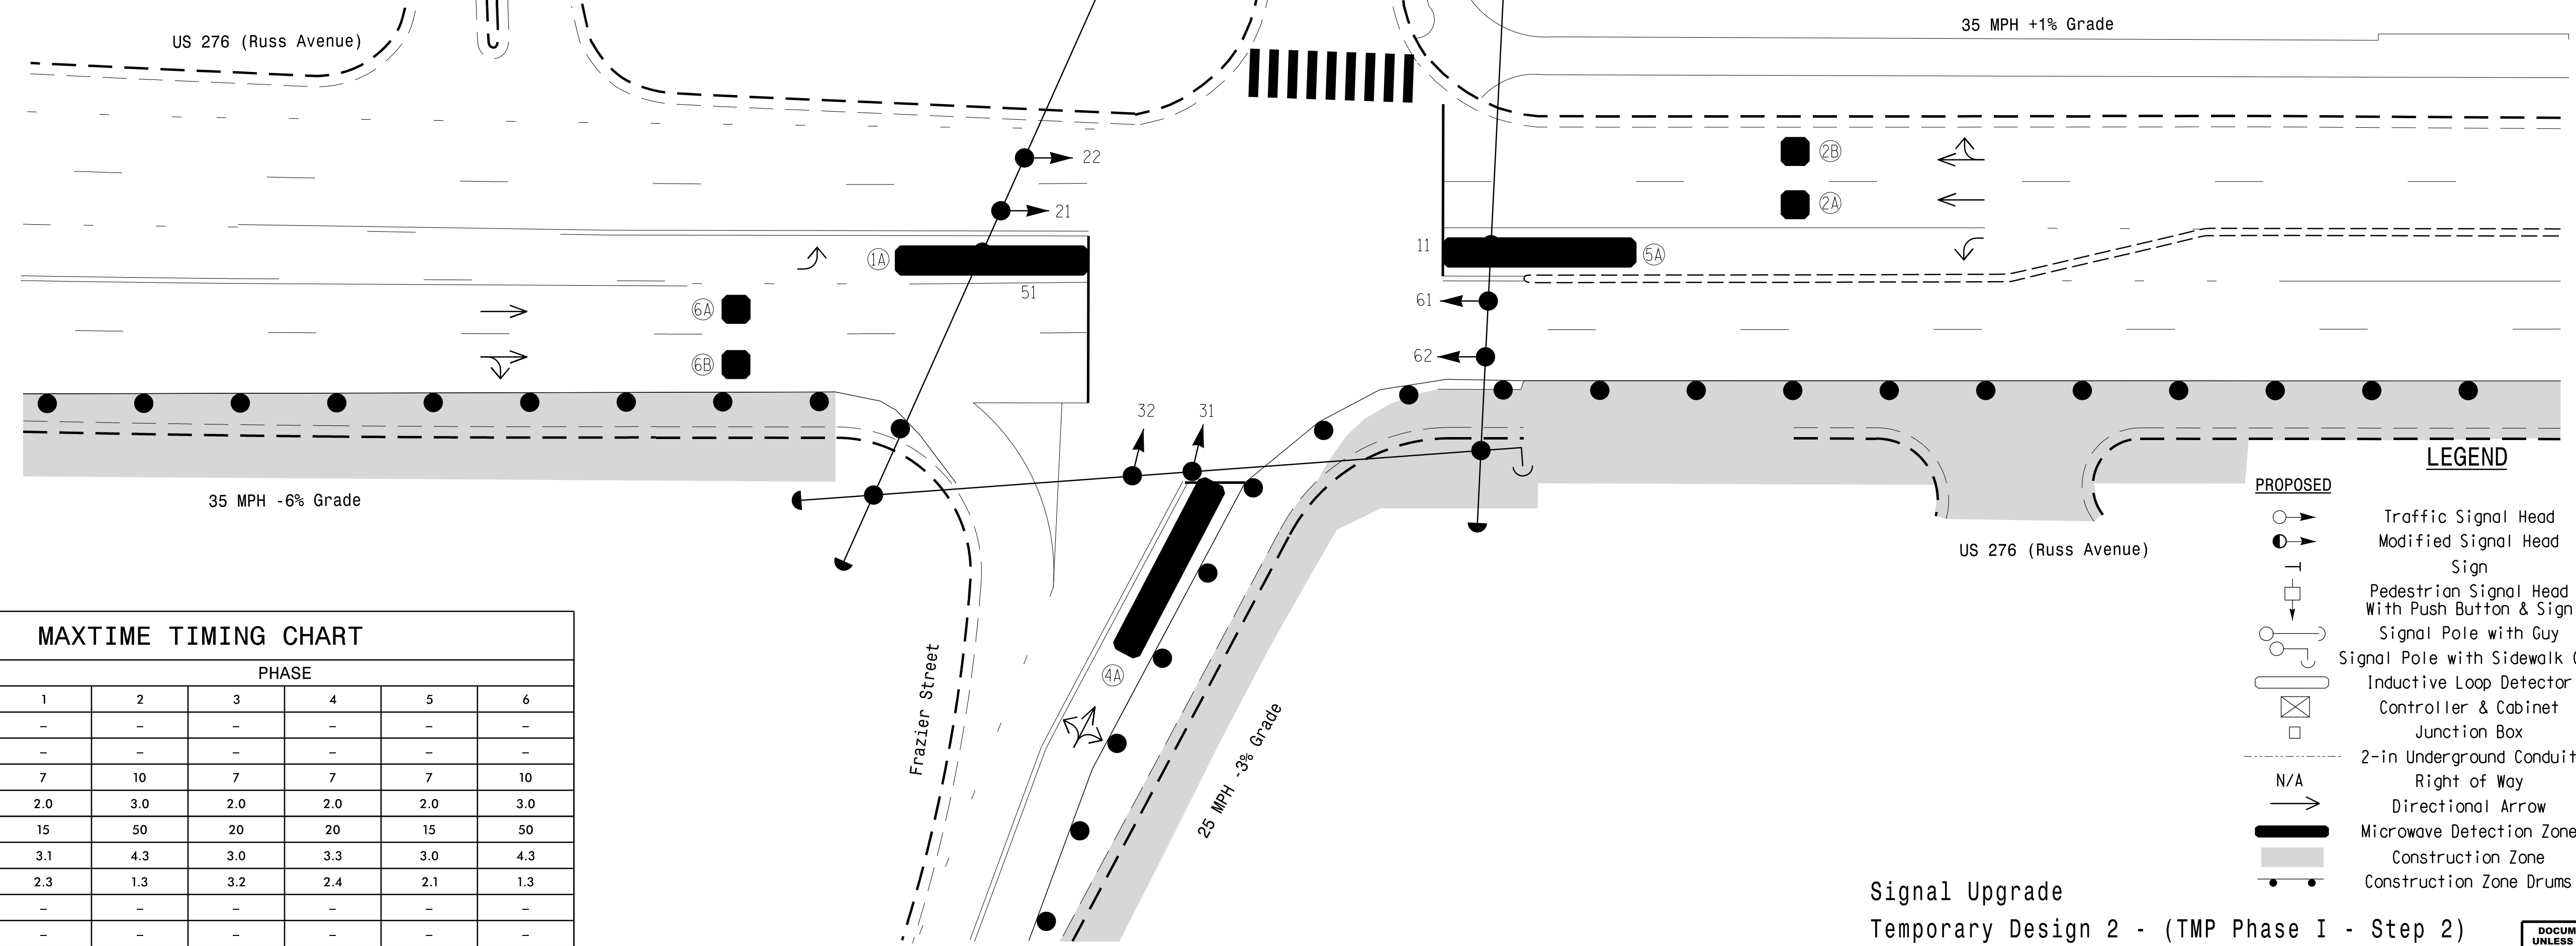 US 276 (Russ Avenue)
35 MPH +1% Grade
22
21
2B
2A
1A
11
5A
51
6A
61
6B
62
32
31
35 MPH -6% Grade
4A
Frazier Street
25 MPH -3% Grade
US 276 (Russ Avenue)
LEGEND
PROPOSED
Traffic Signal Head
Modified Signal Head
Sign
Pedestrian Signal Head
With Push Button & Sign
Signal Pole with Guy
Signal Pole with Sidewalk
Inductive Loop Detector
Controller & Cabinet
Junction Box
2-in Underground Conduit
N/A Right of Way
Directional Arrow
Microwave Detection Zone
Construction Zone
Construction Zone Drums
MAXTIME TIMING CHART
PHASE
1 2 3 4 5 6
– – – – – –
– – – – – –
7 10 7 7 7 10
2.0 3.0 2.0 2.0 2.0 3.0
15 50 20 20 15 50
3.1 4.3 3.0 3.3 3.0 4.3
2.3 1.3 3.2 2.4 2.1 1.3
– – – – – –
– – – – – –
Signal Upgrade
Temporary Design 2 - (TMP Phase I - Step 2)
DOCUM
UNLESS